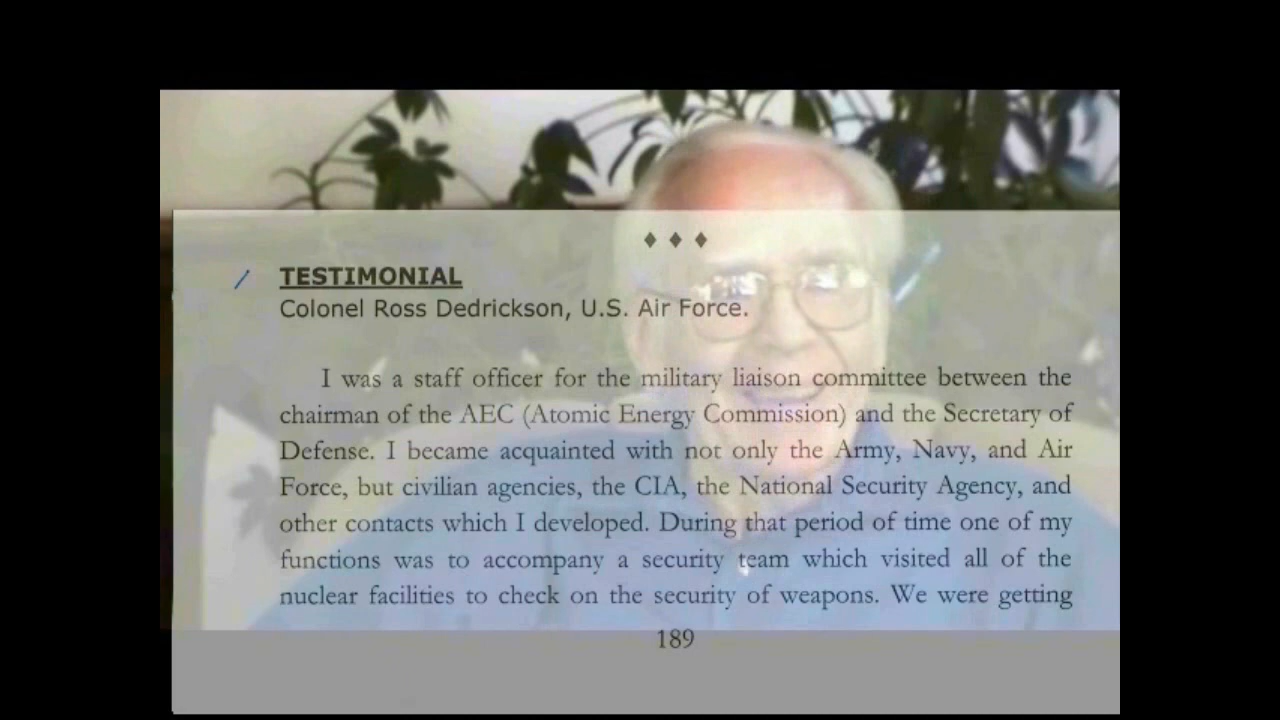 ♦ ♦ ♦
TESTIMONIAL
Colonel Ross Dedrickson, U.S. Air Force.
I was a staff officer for the military liaison committee between the
chairman of the AEC (Atomic Energy Commission) and the Secretary of
Defense. I became acquainted with not only the Army, Navy, and Air
Force, but civilian agencies, the CIA, the National Security Agency, and
other contacts which I developed. During that period of time one of my
functions was to accompany a security team which visited all of the
nuclear facilities to check on the security of weapons. We were getting
189